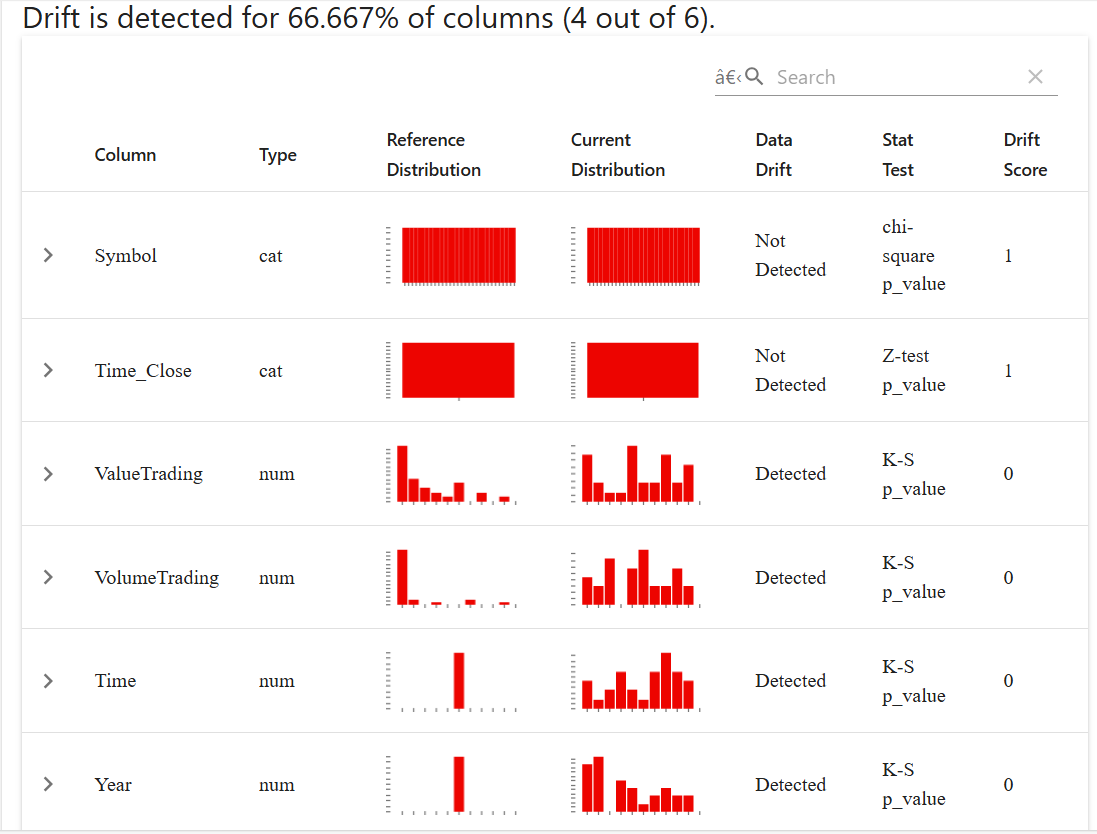 Drift is detected for 66.667% of columns (4 out of 6).
â€‹ Search
Column Type Reference Distribution Current Distribution Data Drift Stat Test Drift Score
Symbol cat Not Detected chi-square p_value 1
Time_Close cat Not Detected Z-test p_value 1
ValueTrading num Detected K-S p_value 0
VolumeTrading num Detected K-S p_value 0
Time num Detected K-S p_value 0
Year num Detected K-S p_value 0